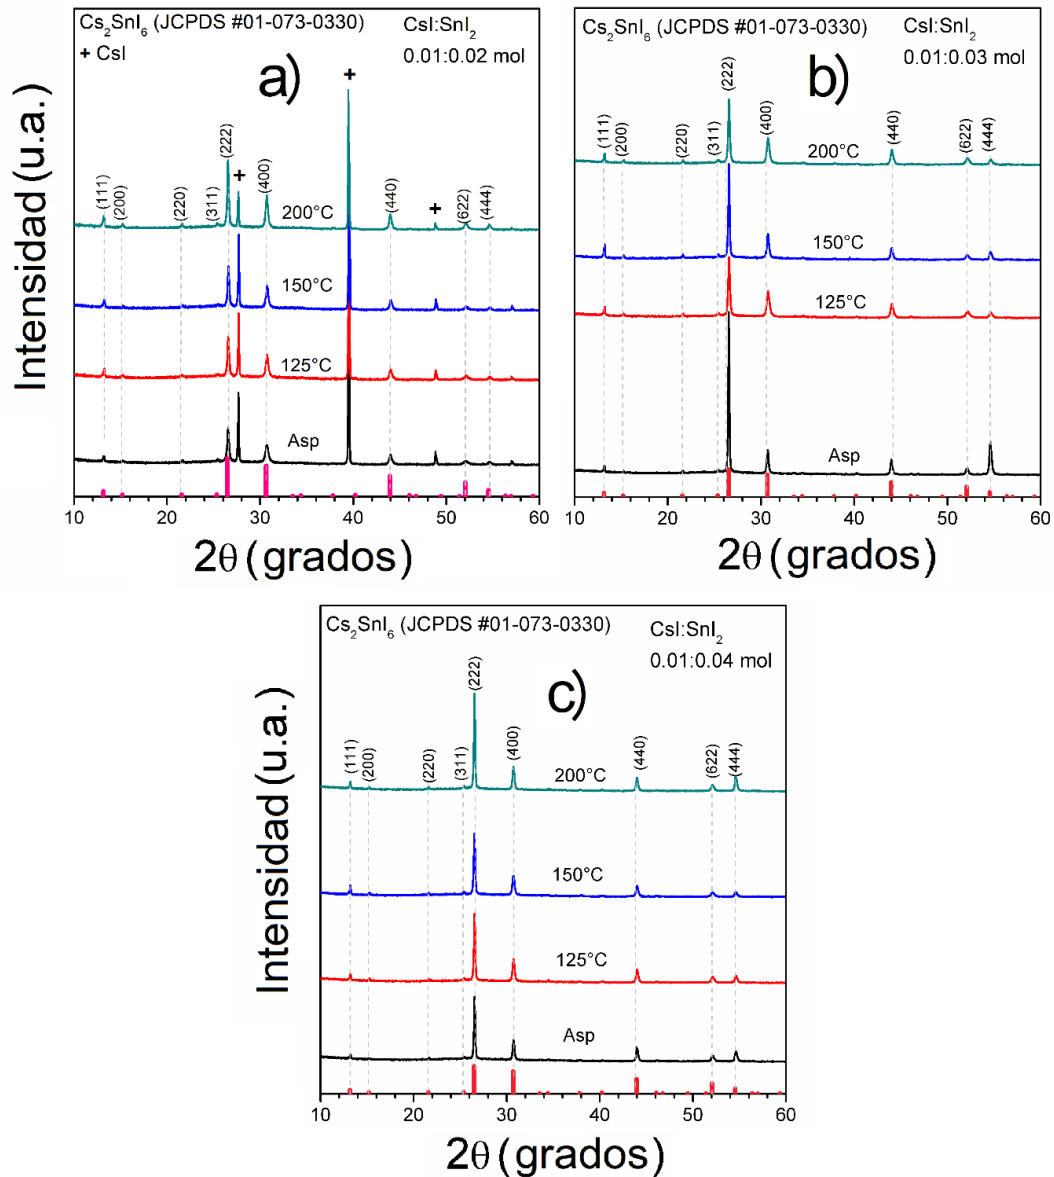 Cs₂SnI₆ (JCPDS #01-073-0330)
+ CsI
CsI:SnI₂
0.01:0.02 mol
a)
+
+
+
(111)
(200)
(220)
(311)
(222)
(400)
(440)
(622)
(444)
200°C
150°C
125°C
Asp
Intensidad (u.a.)
10 20 30 40 50 60
2θ (grados)
Cs₂SnI₆ (JCPDS #01-073-0330)
CsI:SnI₂
0.01:0.03 mol
b)
(111)
(200)
(220)
(311)
(222)
(400)
(440)
(622)
(444)
200°C
150°C
125°C
Asp
Intensidad (u.a.)
10 20 30 40 50 60
2θ (grados)
Cs₂SnI₆ (JCPDS #01-073-0330)
CsI:SnI₂
0.01:0.04 mol
c)
(111)
(200)
(220)
(311)
(222)
(400)
(440)
(622)
(444)
200°C
150°C
125°C
Asp
Intensidad (u.a.)
10 20 30 40 50 60
2θ (grados)